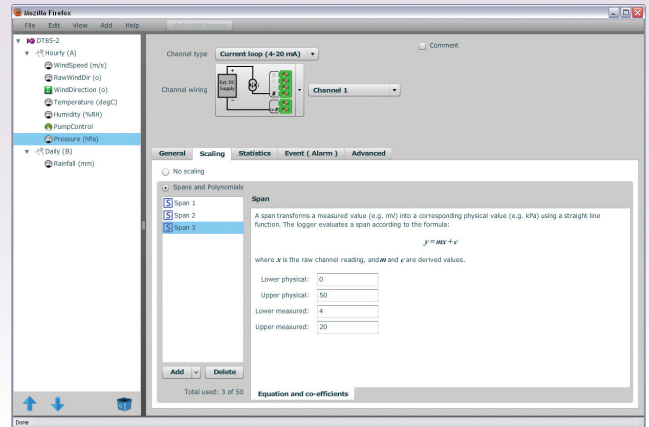 Mozilla Firefox
File Edit View Add Help
DT85-2
Hourly (A)
WindSpeed (m/s)
RawWindDir (o)
WindDirection (o)
Temperature (degC)
Humidity (%RH)
PumpControl
Pressure (hPa)
Daily (B)
Rainfall (mm)
Channel type Current loop (4-20 mA)
Comment
Channel wiring
Ext. DC
Supply
+
-
#
Channel 1
General Scaling Statistics Event ( Alarm ) Advanced
No scaling
Spans and Polynomials
S Span 1
S Span 2
S Span 3
Span
A span transforms a measured value (e.g. mV) into a corresponding physical value (e.g. kPa) using a straight line
function. The logger evaluates a span according to the formula:
y=mx+c
where x is the raw channel reading, andm and c are derived values.
Lower physical: 0
Upper physical: 50
Lower measured: 4
Upper measured: 20
Add Delete
Total used: 3 of 50
Equation and co-efficients
Done